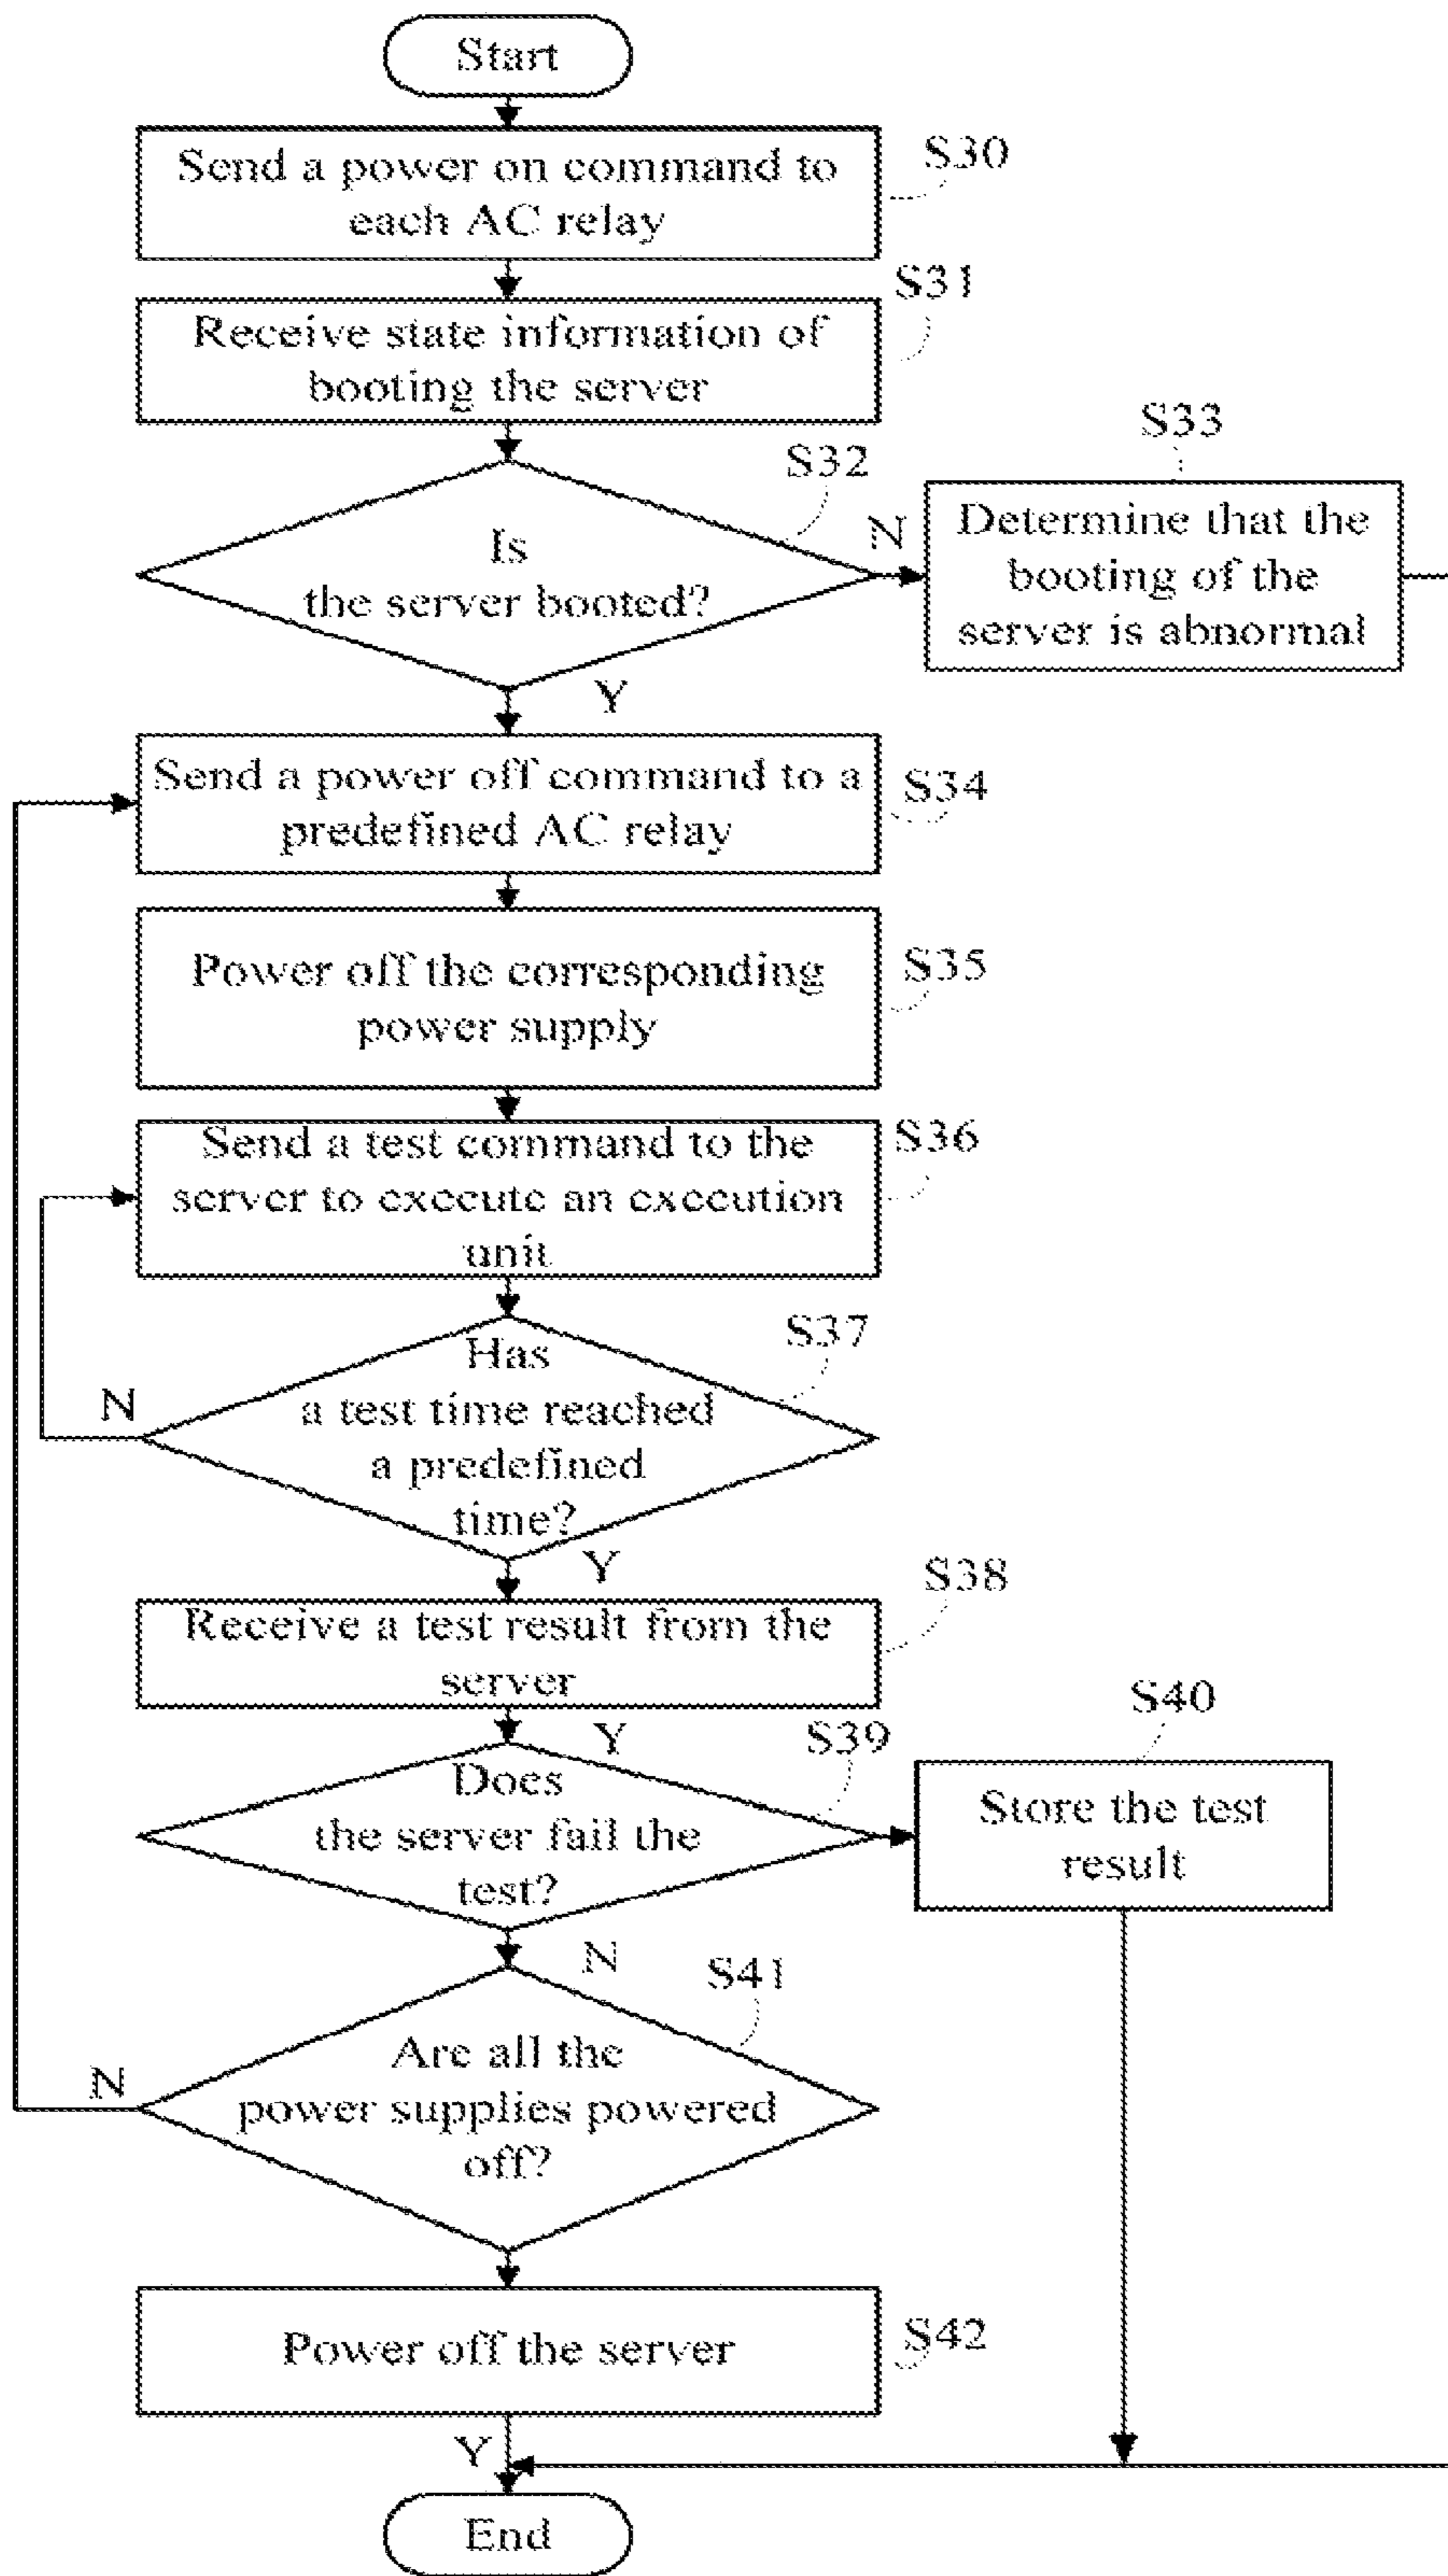 Start
Send a power on command to
each AC relay
S30
Receive state information of
booting the server
S31
Is
the server booted?
S32
N
S33
Determine that the
booting of the
server is abnormal
Y
Send a power off command to a
predefined AC relay
S34
Power off the corresponding
power supply
S35
Send a test command to the
server to execute an execution
unit
S36
Has
a test time reached
a predefined
time?
S37
N
Y
Receive a test result from the
server
S38
Does
the server fail the
test?
S39
Y
S40
Store the test
result
N
Are all the
power supplies powered
off?
S41
N
Power off the server
S42
Y
End